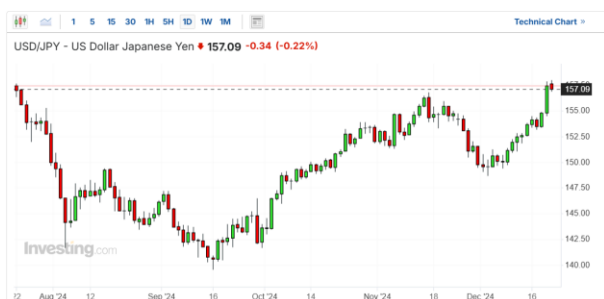 1 5 15 30 1H 5H 1D 1W 1M Technical Chart »
USD/JPY - US Dollar Japanese Yen 157.09 -0.34 (-0.22%)
157.09
155.00
152.50
150.00
147.50
145.00
142.50
140.00
Investing.com
Aug '24 12 Sep '24 16 Oct '24 14 Nov '24 18 Dec '24 16